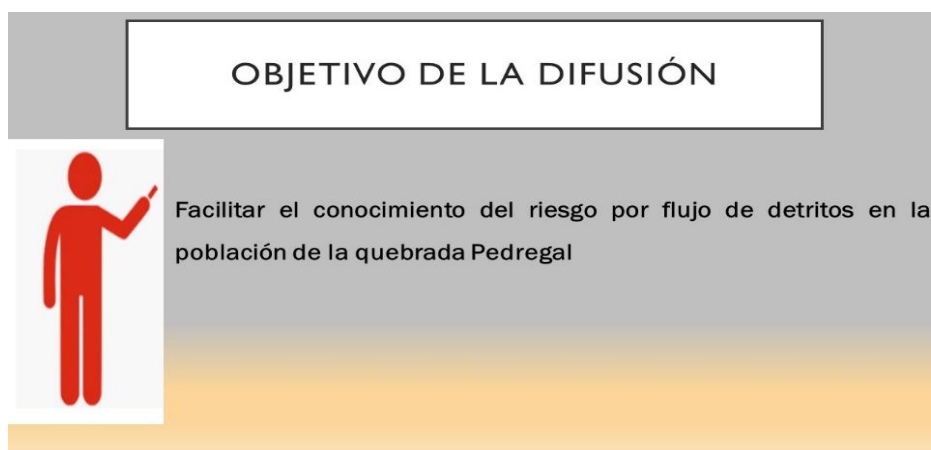 OBJETIVO DE LA DIFUSIÓN
Facilitar el conocimiento del riesgo por flujo de detritos en la
población de la quebrada Pedregal